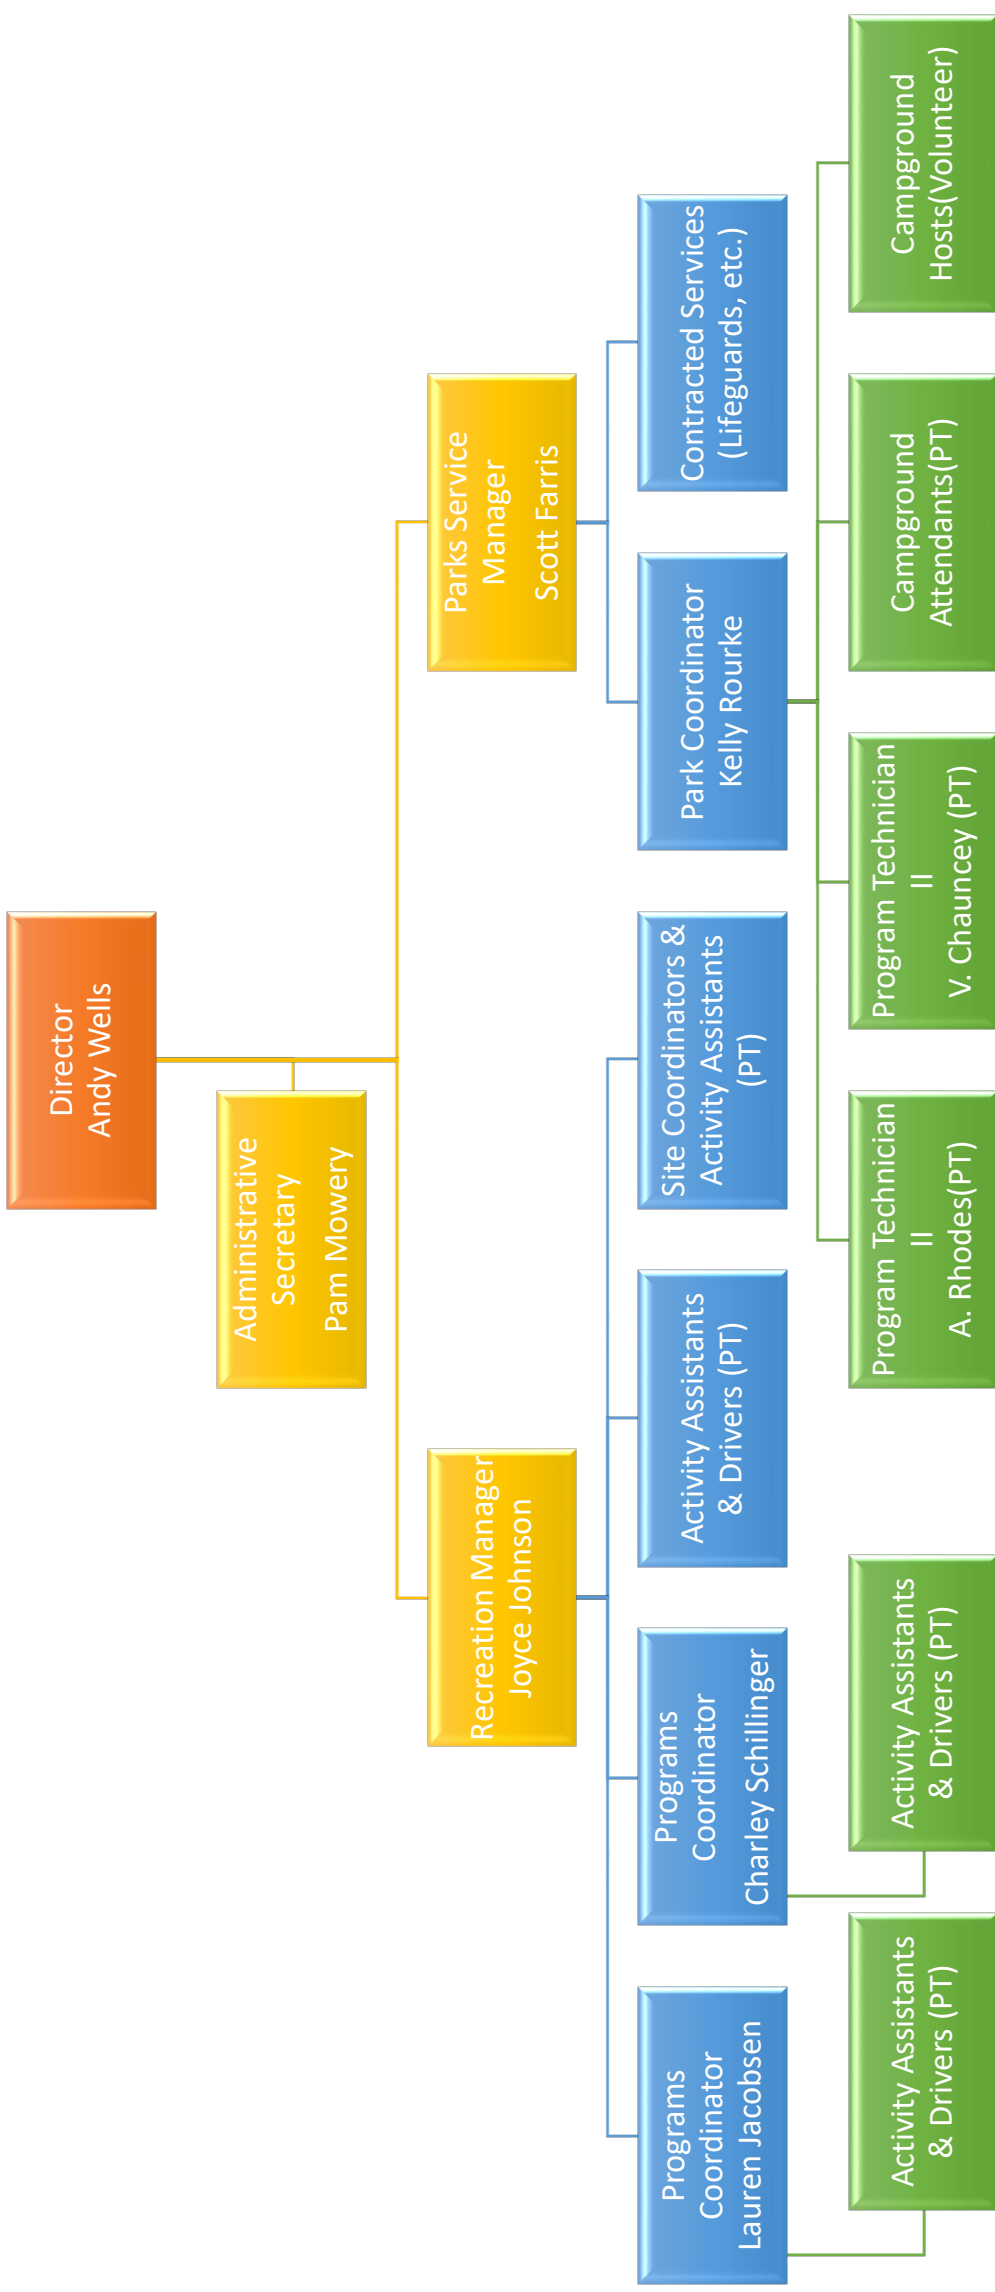 Director
Andy Wells
Administrative
Secretary
Pam Mowery
Recreation Manager
Joyce Johnson
Parks Service
Manager
Scott Farris
Programs
Coordinator
Lauren Jacobsen
Programs
Coordinator
Charley Schillinger
Activity Assistants
& Drivers (PT)
Site Coordinators &
Activity Assistants
(PT)
Park Coordinator
Kelly Rourke
Contracted Services
(Lifeguards, etc.)
Activity Assistants
& Drivers (PT)
Activity Assistants
& Drivers (PT)
Program Technician
II
A. Rhodes(PT)
Program Technician
II
V. Chauncey (PT)
Campground
Attendants(PT)
Campground
Hosts(Volunteer)